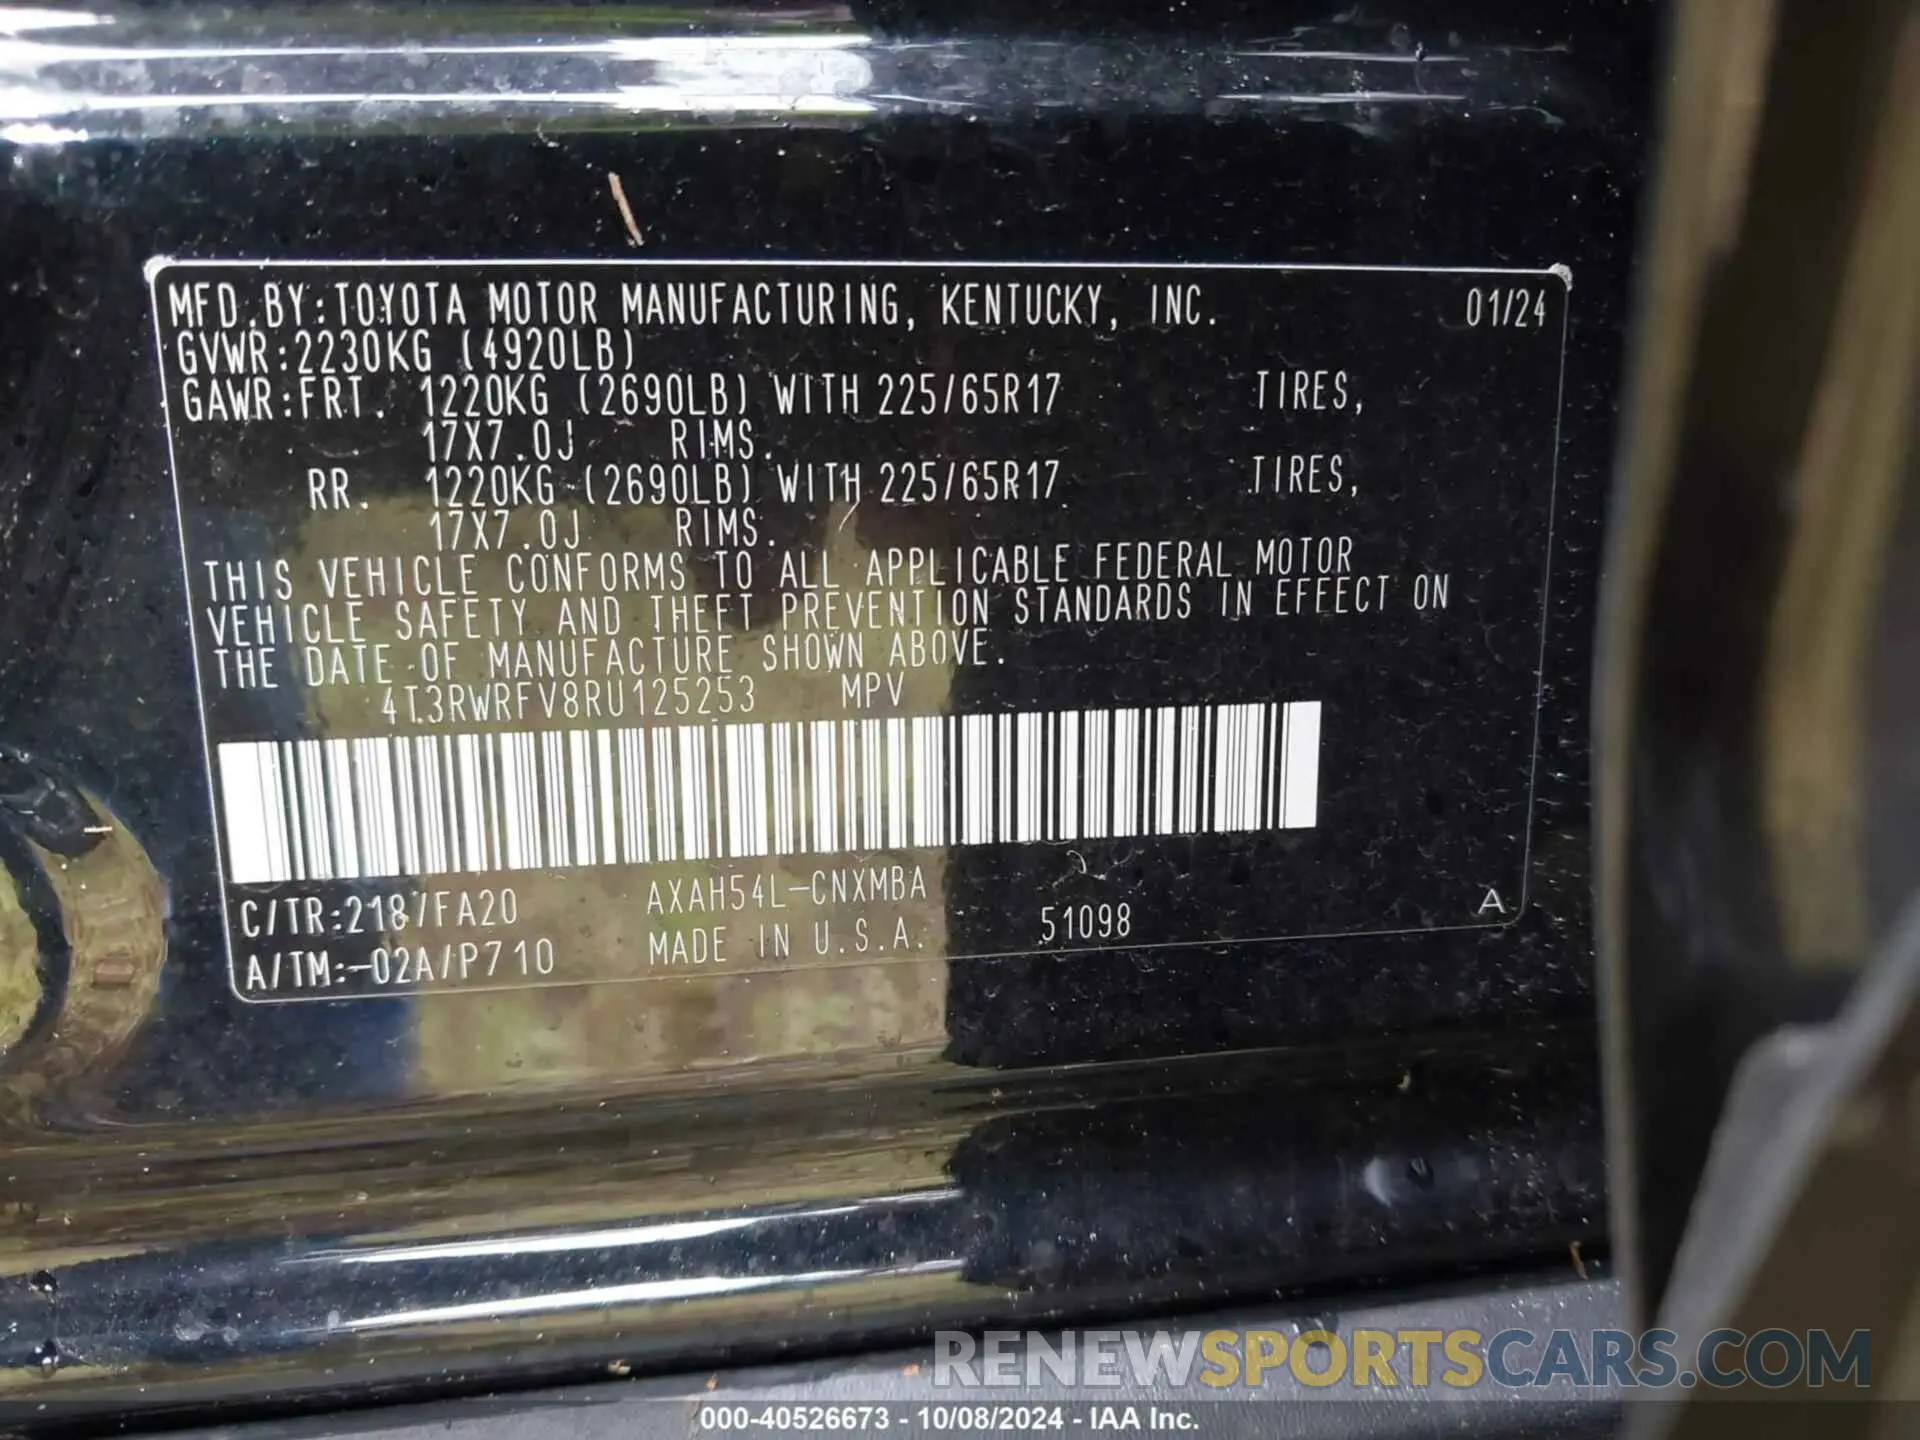 MFD.BY:TOYOTA MOTOR MANUFACTURING, KENTUCKY, INC. 01/24
GVWR:2230KG (4920LB)
GAWR:FRT. 1220KG (2690LB) WITH 225/65R17 TIRES,
17X7.0J RIMS.
RR. 1220KG (2690LB) WITH 225/65R17 TIRES,
17X7.0J RIMS.
THIS VEHICLE CONFORMS TO ALL APPLICABLE FEDERAL MOTOR
VEHICLE SAFETY AND THEFT PREVENTION STANDARDS IN EFFECT ON
THE DATE OF MANUFACTURE SHOWN ABOVE.
4T3RWRFV8RU125253 MPV
C/TR:218/FA20 AXAH54L-CNXMBA
A/TM:-02A/P710 MADE IN U.S.A. 51098 A
RENEWSPORTSCARS.COM
000-40526673 - 10/08/2024 - IAA Inc.